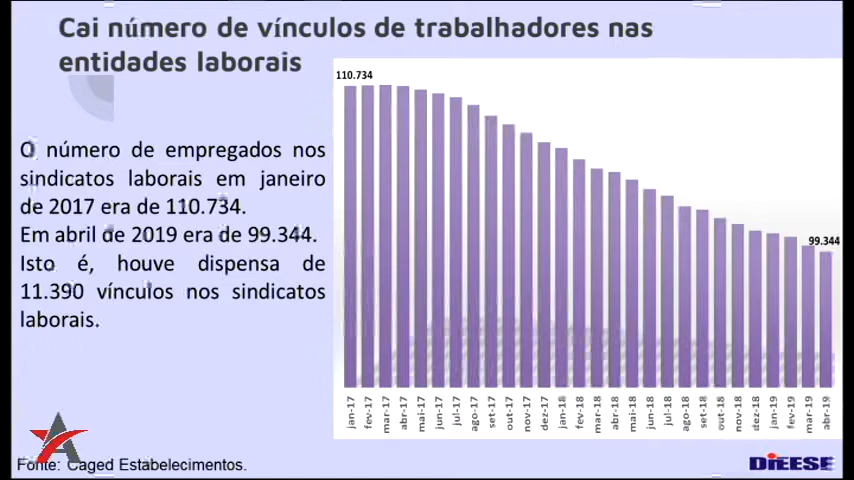 Cai número de vínculos de trabalhadores nas
entidades laborais
O número de empregados nos
sindicatos laborais em janeiro
de 2017 era de 110.734.
Em abril de 2019 era de 99.344.
Isto é, houve dispensa de
11.390 vínculos nos sindicatos
laborais.
110.734
99.344
jan-17
fev-17
mar-17
abr-17
mai-17
jun-17
jul-17
ago-17
set-17
out-17
nov-17
dez-17
jan-18
fev-18
mar-18
abr-18
mai-18
jun-18
jul-18
ago-18
set-18
out-18
nov-18
dez-18
jan-19
fev-19
mar-19
abr-19
Fonte: Caged Estabelecimentos.
DIEESE